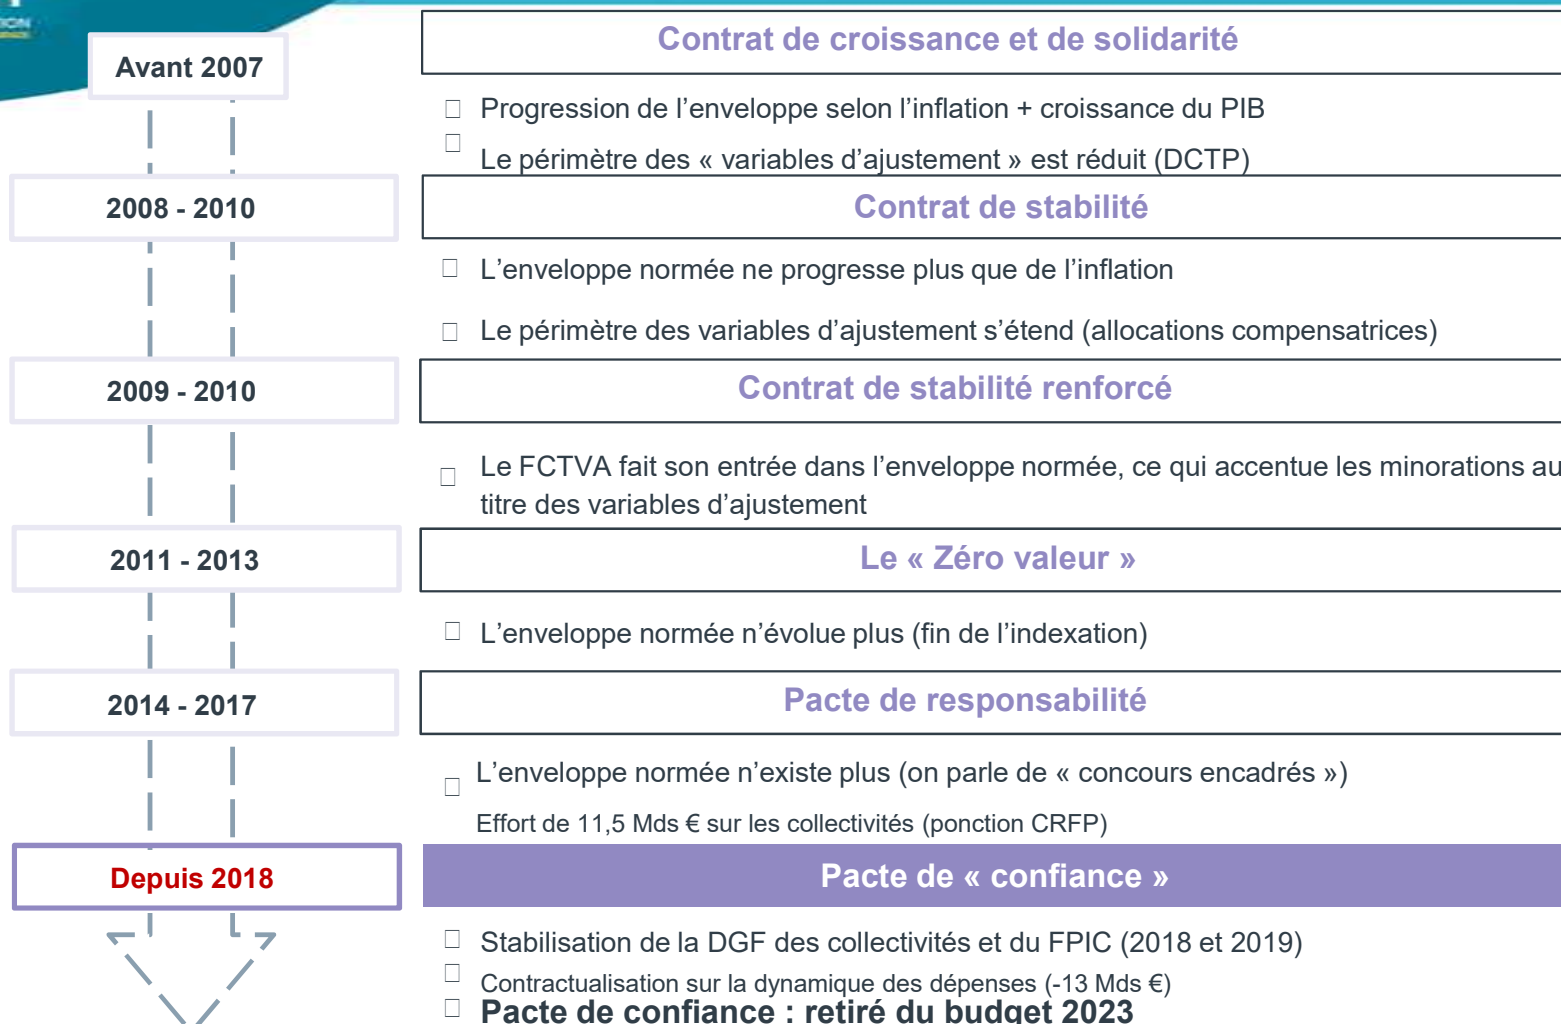 Contrat de croissance et de solidarité
Avant 2007
Progression de l’enveloppe selon l’inflation + croissance du PIB
Le périmètre des « variables d’ajustement » est réduit (DCTP)
2008 - 2010
Contrat de stabilité
L’enveloppe normée ne progresse plus que de l’inflation
Le périmètre des variables d’ajustement s’étend (allocations compensatrices)
2009 - 2010
Contrat de stabilité renforcé
Le FCTVA fait son entrée dans l’enveloppe normée, ce qui accentue les minorations au
titre des variables d’ajustement
2011 - 2013
Le « Zéro valeur »
L’enveloppe normée n’évolue plus (fin de l’indexation)
2014 - 2017
Pacte de responsabilité
L’enveloppe normée n’existe plus (on parle de « concours encadrés »)
Effort de 11,5 Mds € sur les collectivités (ponction CRFP)
Depuis 2018
Pacte de « confiance »
Stabilisation de la DGF des collectivités et du FPIC (2018 et 2019)
Contractualisation sur la dynamique des dépenses (-13 Mds €)
Pacte de confiance : retiré du budget 2023